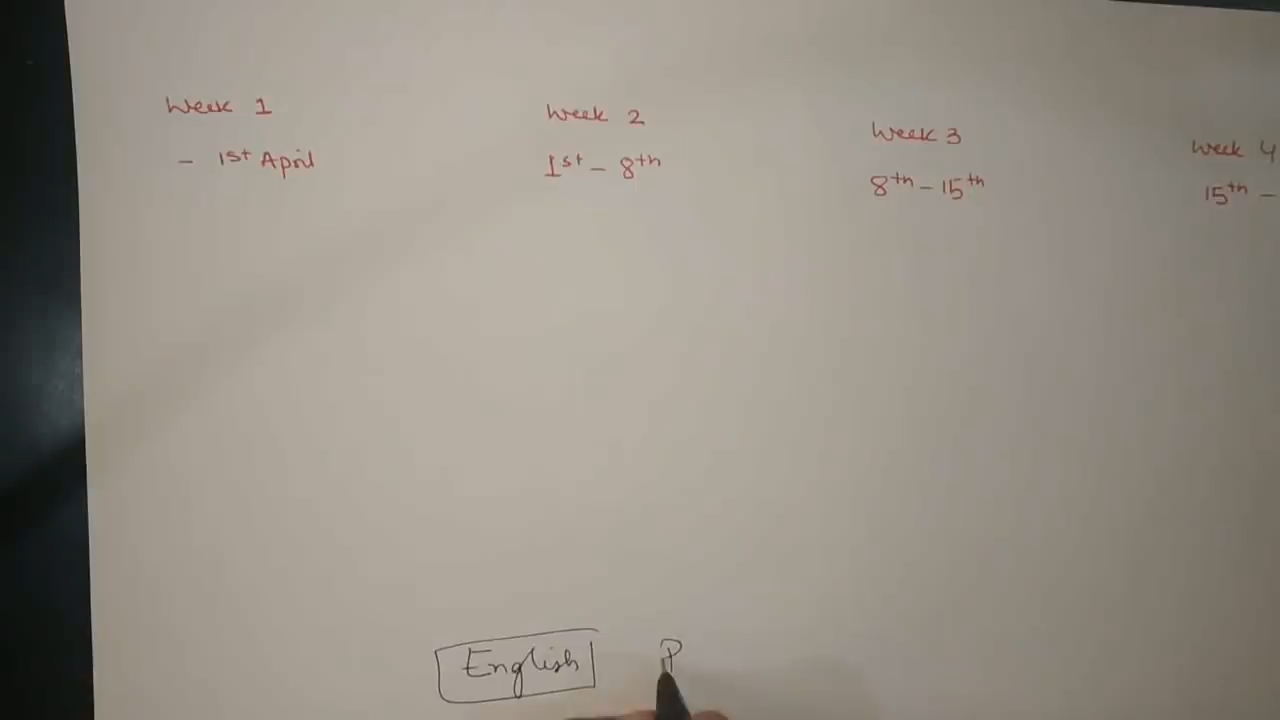 Week 1
- 1st April
Week 2
1st - 8th
Week 3
8th - 15th
Week 4
15th -
English P